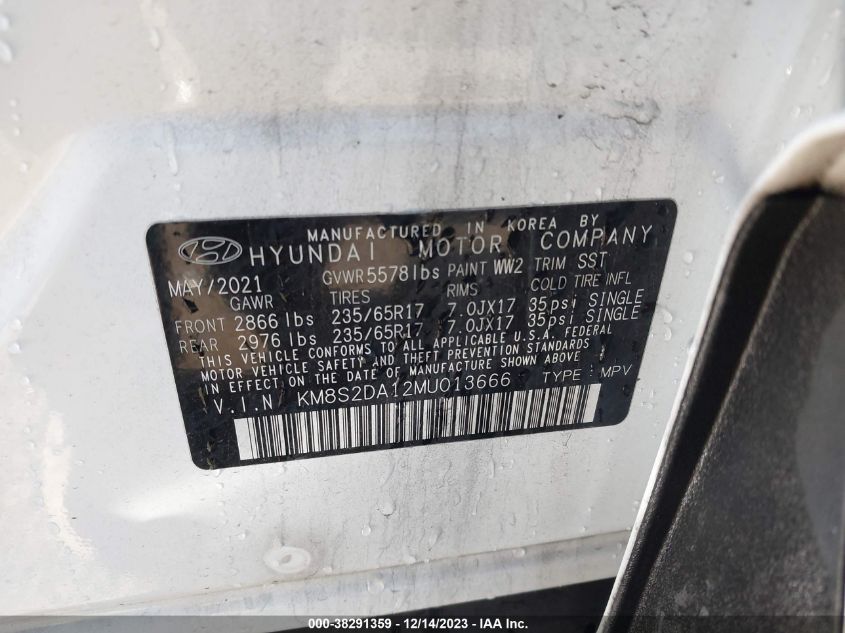 MANUFACTURED IN KOREA BY
HYUNDAI MOTOR COMPANY
MAY/2021 GVWR5578lbs PAINT WW2 TRIM SST
GAWR TIRES RIMS COLD TIRE INFL
FRONT 2866 lbs 235/65R17 7.0JX17 35psi SINGLE
REAR 2976 lbs 235/65R17 7.0JX17 35psi SINGLE
THIS VEHICLE CONFORMS TO ALL APPLICABLE U.S.A. FEDERAL
MOTOR VEHICLE SAFETY AND THEFT PREVENTION STANDARDS
IN EFFECT ON THE DATE OF MANUFACTURE SHOWN ABOVE
V.I.N/ KM8S2DA12MU013666 TYPE: MPV
000-38291359 - 12/14/2023 - IAA Inc.